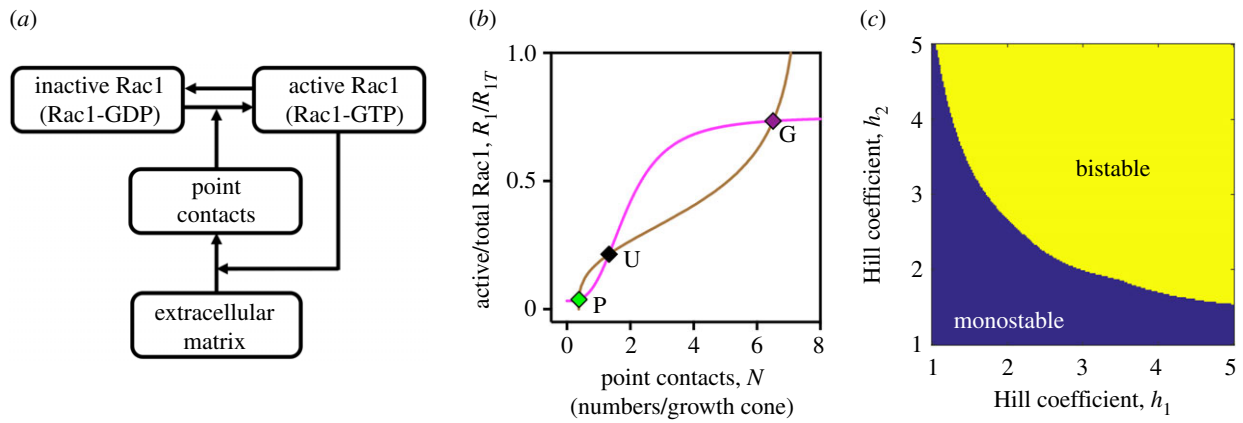 (a)
inactive Rac1
(Rac1-GDP)
active Rac1
(Rac1-GTP)
point
contacts
extracellular
matrix
(b)
active/total Rac1, R1/R1T
1.0
0.5
0
G
U
P
0 2 4 6 8
point contacts, N
(numbers/growth cone)
(c)
Hill coefficient, h2
5
4
3
2
1
bistable
monostable
1 2 3 4 5
Hill coefficient, h1